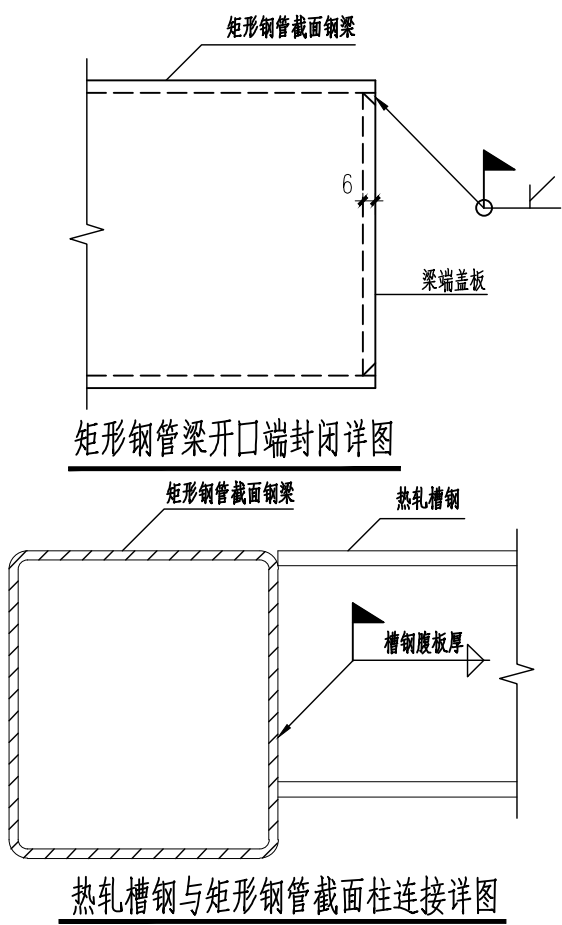 矩形钢管截面钢梁
6
梁端盖板
矩形钢管梁开口端封闭详图
矩形钢管截面钢梁
热轧槽钢
槽钢腹板厚
热轧槽钢与矩形钢管截面柱连接详图